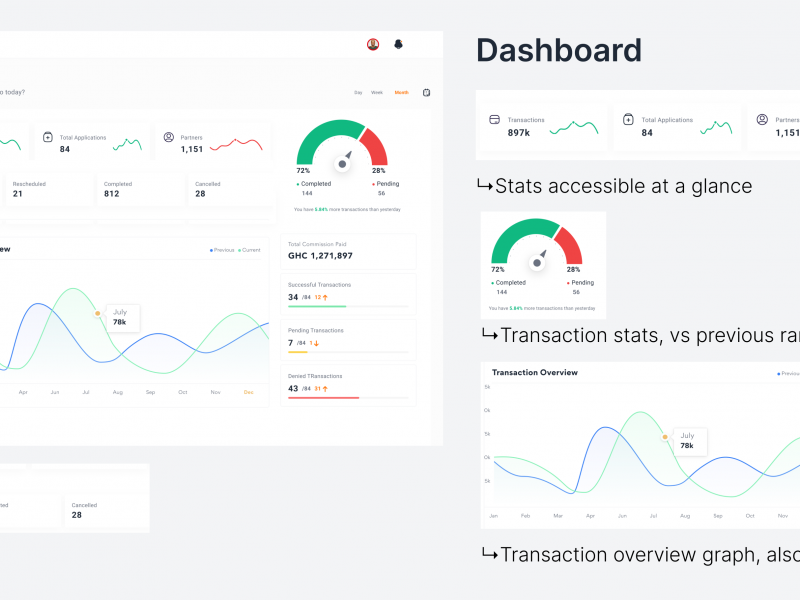 o today?
Day Week Month
Total Applications
84
Partners
1,151
Rescheduled
21
Completed
812
Cancelled
28
72% 28%
Completed Pending
144 56
You have 5.84% more transactions than yesterday
ew
Previous Current
July
78k
Apr Jun Jul Aug Sep Oct Nov Dec
Total Commission Paid
GHC 1,271,897
Successful Transactions
34 /84 12
Pending Transactions
7 /84 1
Denied TRansactions
43 /84 31
ted
Cancelled
28
Dashboard
Transactions
897k
Total Applications
84
Partners
1,151
↳Stats accessible at a glance
72% 28%
Completed Pending
144 56
You have 5.84% more transactions than yesterday
↳Transaction stats, vs previous ra
Transaction Overview
Previou
5k
0k
5k
0k
5k
July
78k
Jan Feb Mar Apr Jun Jul Aug Sep Oct Nov
↳Transaction overview graph, also